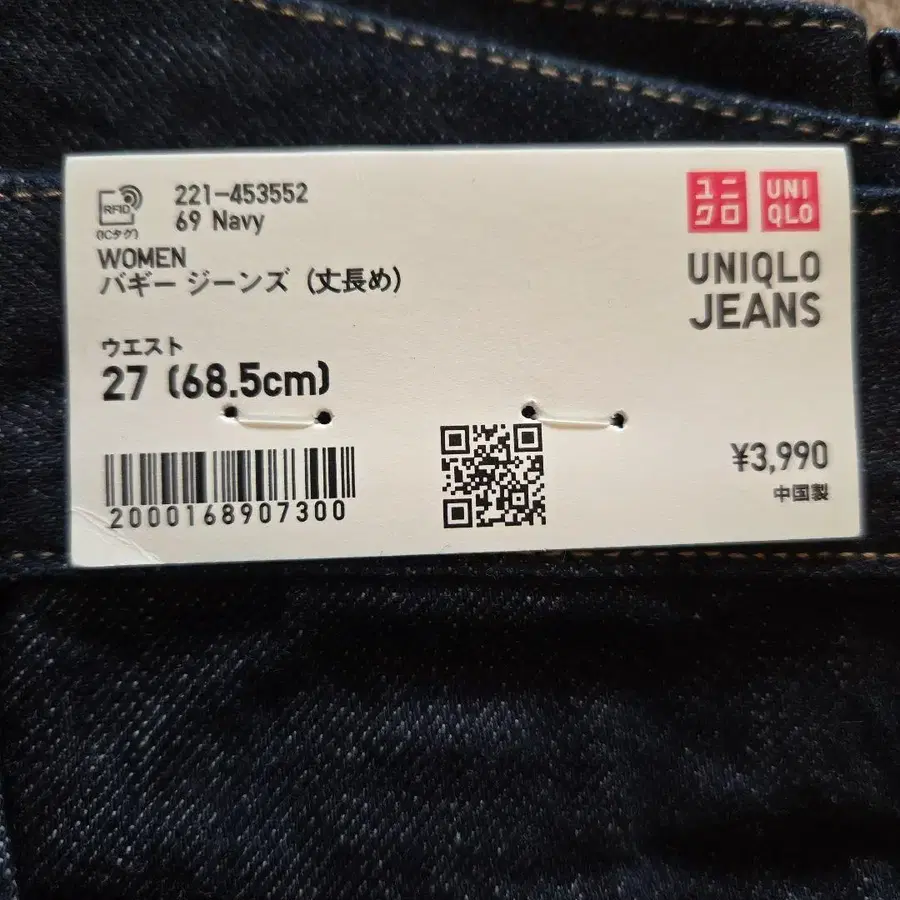 RFID
(ICタグ)
221-453552
69 Navy
WOMEN
バギー ジーンズ (丈長め)
ウエスト
27 (68.5cm)
2000168907300
ユニ
クロ
UNI
QLO
UNIQLO
JEANS
¥3,990
中国製